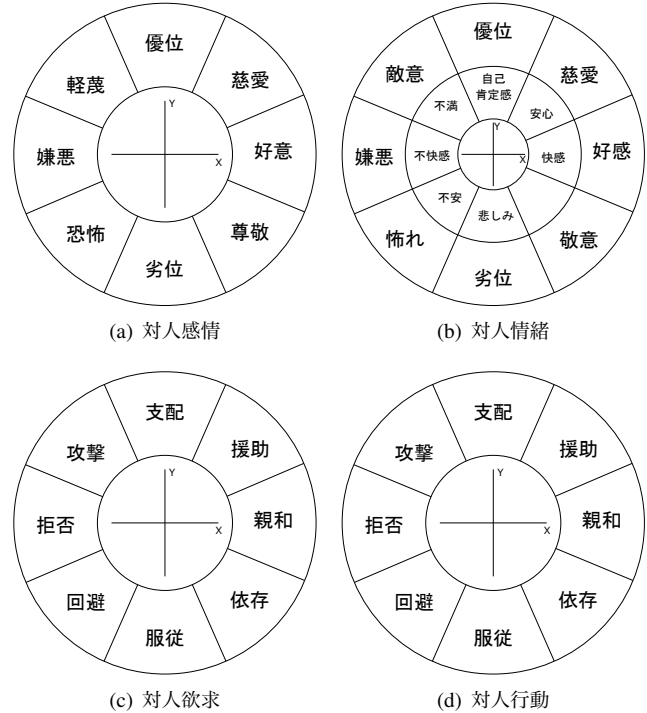 優位
慈愛
好意
尊敬
劣位
恐怖
嫌悪
軽蔑
Y
X
(a) 対人感情
優位
慈愛
好感
敬意
劣位
怖れ
嫌悪
敵意
自己
肯定感
安心
快感
悲しみ
不安
不快感
不満
Y
X
(b) 対人情緒
支配
援助
親和
依存
服従
回避
拒否
攻撃
Y
X
(c) 対人欲求
支配
援助
親和
依存
服従
回避
拒否
攻撃
Y
X
(d) 対人行動